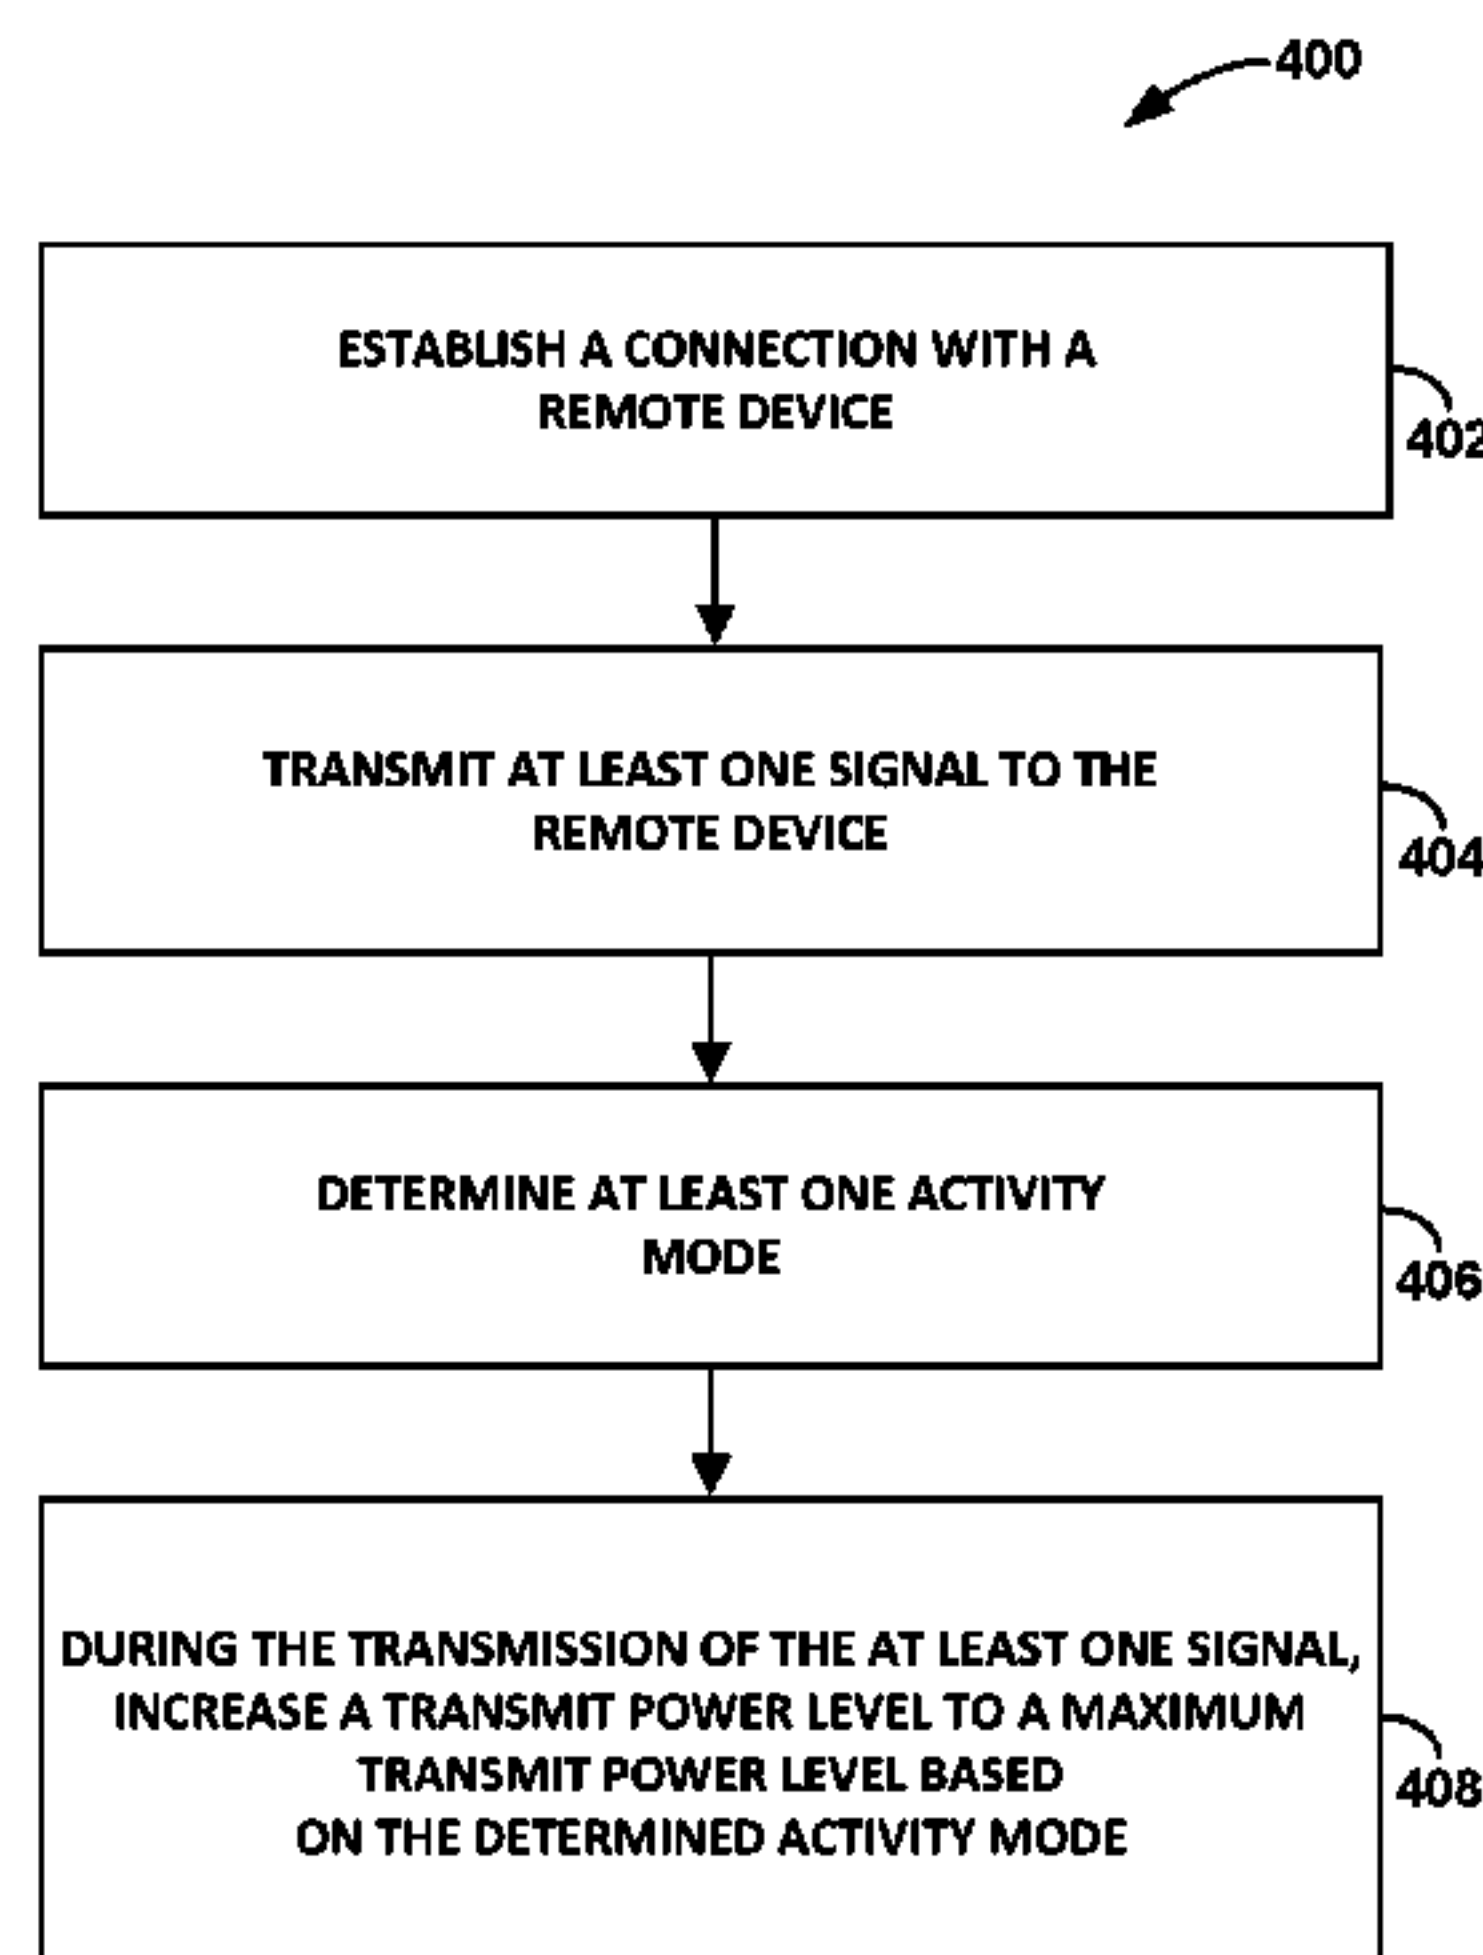 400
ESTABLISH A CONNECTION WITH A
REMOTE DEVICE
402
TRANSMIT AT LEAST ONE SIGNAL TO THE
REMOTE DEVICE
404
DETERMINE AT LEAST ONE ACTIVITY
MODE
406
DURING THE TRANSMISSION OF THE AT LEAST ONE SIGNAL,
INCREASE A TRANSMIT POWER LEVEL TO A MAXIMUM
TRANSMIT POWER LEVEL BASED
ON THE DETERMINED ACTIVITY MODE
408